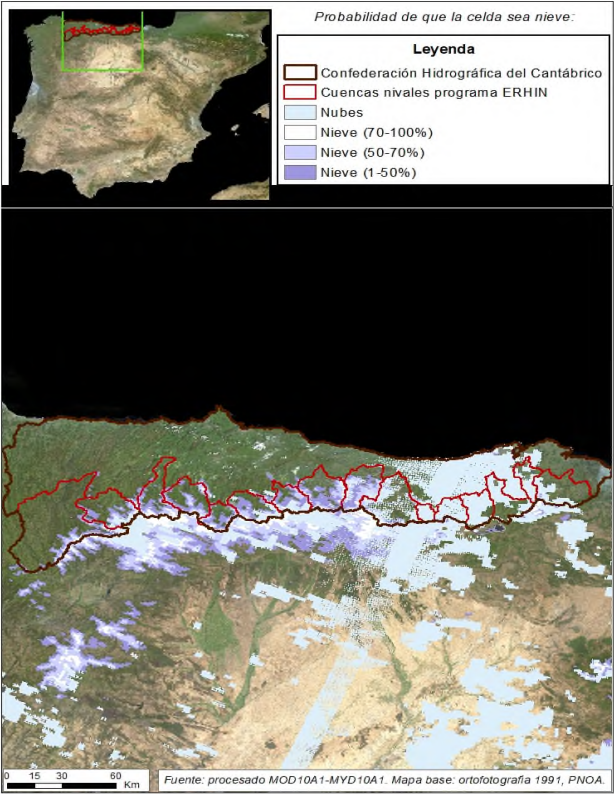 Probabilidad de que la celda sea nieve:
Leyenda
Confederación Hidrográfica del Cantábrico
Cuencas nivales programa ERHIN
Nubes
Nieve (70-100%)
Nieve (50-70%)
Nieve (1-50%)
0 15 30 60
Km
Fuente: procesado MOD10A1-MYD10A1. Mapa base: ortofotografia 1991, PNOA.